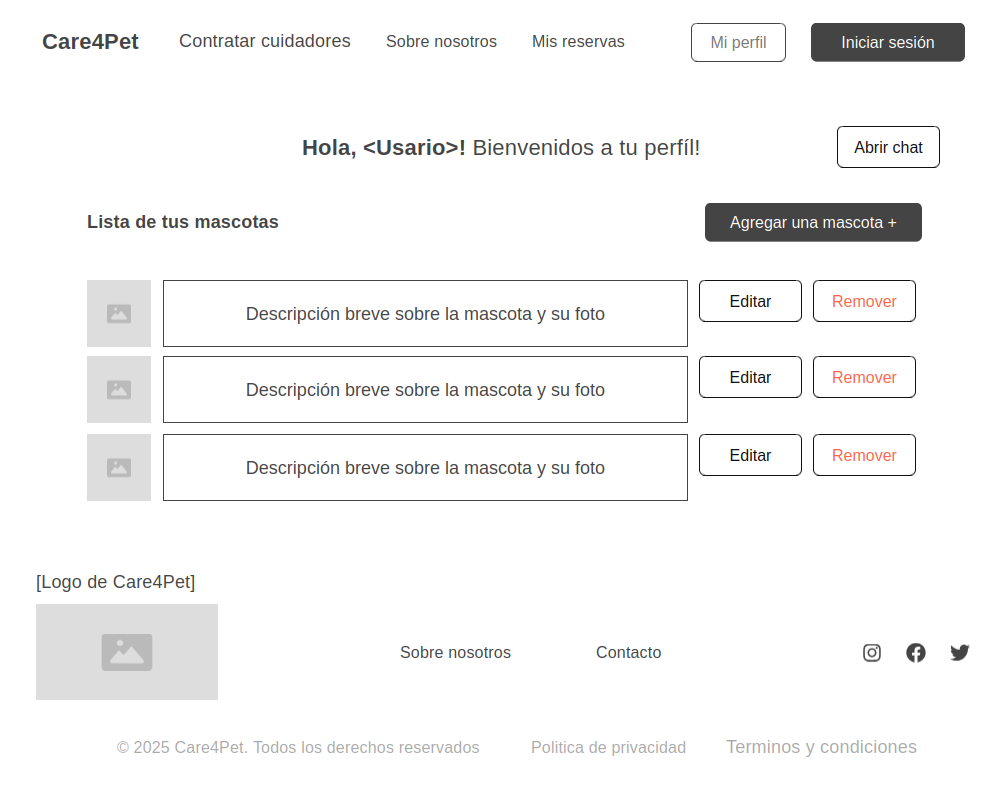 Care4Pet Contratar cuidadores Sobre nosotros Mis reservas Mi perfil Iniciar sesión
Hola, <Usario>! Bienvenidos a tu perfíl! Abrir chat
Lista de tus mascotas Agregar una mascota +
Descripción breve sobre la mascota y su foto Editar Remover
Descripción breve sobre la mascota y su foto Editar Remover
Descripción breve sobre la mascota y su foto Editar Remover
[Logo de Care4Pet]
Sobre nosotros Contacto
© 2025 Care4Pet. Todos los derechos reservados Politica de privacidad Terminos y condiciones